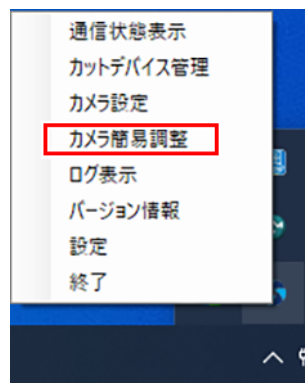 通信状態表示
カットデバイス管理
カメラ設定
カメラ簡易調整
ログ表示
バージョン情報
設定
終了